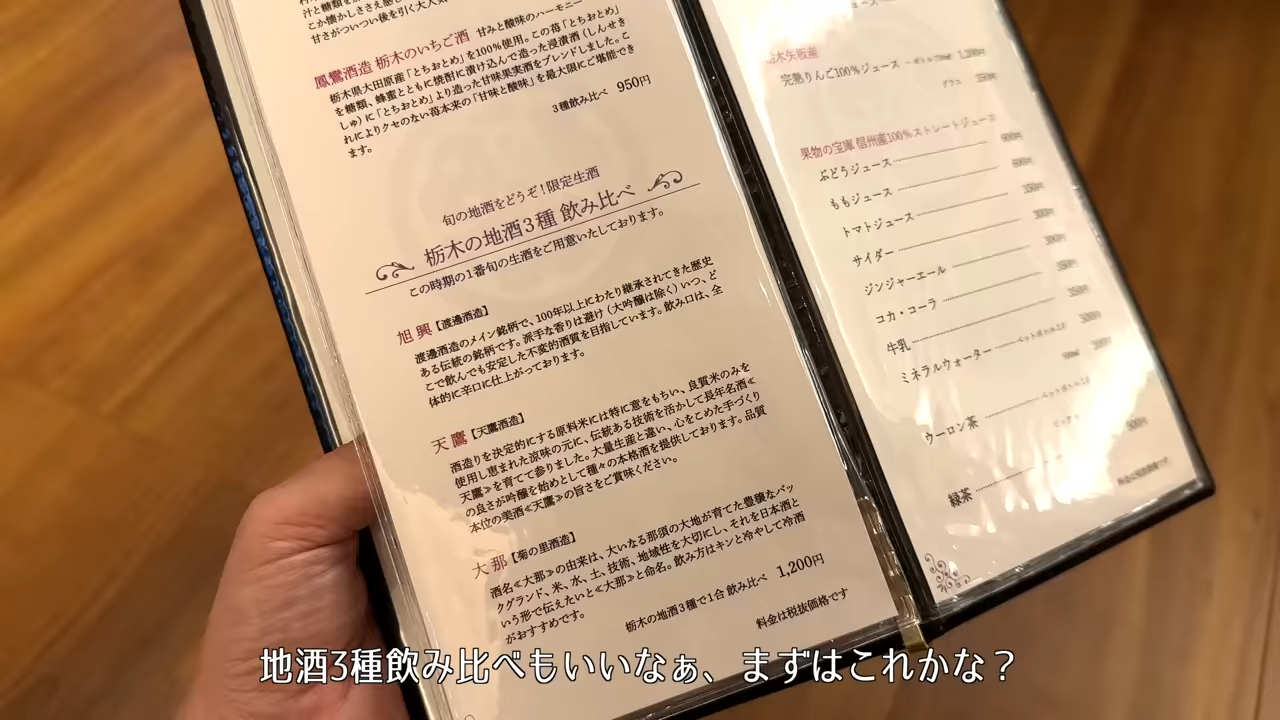 甘さがついつい後を引く大人気
鳳鸞酒造 栃木のいちご酒 甘みと酸味のハーモニー
栃木県大田原産「とちおとめ」を100%使用。この苺「とちおとめ」
を糖類、蜂蜜とともに焼酎に漬け込んで造った浸漬酒（しんせき
しゅ）に「とちおとめ」より造った甘味果実酒をブレンドしました。こ
れによりクセのない苺本来の「甘味と酸味」を最大限にご堪能でき
ます。
3種飲み比べ 950円
旬の地酒をどうぞ！限定生酒
栃木の地酒3種 飲み比べ
この時期の1番旬の生酒をご用意いたしております。
旭興【渡邊酒造】
渡邊酒造のメイン銘柄で、100年以上にわたり継承されてきた歴史
ある伝統の銘柄です。派手な香りは避け（大吟醸は除く）いつ、ど
こで飲んでも安定した不変的酒質を目指しています。飲み口は、全
体的に辛口に仕上がっております。
天鷹【天鷹酒造】
酒造りを決定的にする原料米には特に意をもちい、良質米のみを
使用し恵まれた涼味の元に、伝統ある技術を活かして長年名酒≪
天鷹≫を育てて参りました。大量生産と違い、心をこめた手づくり
の良さが吟醸を始めとして種々の本格酒を提供しております。品質
本位の美酒≪天鷹≫の旨さをご賞味ください。
大那【菊の里酒造】
酒名≪大那≫の由来は、大いなる那須の大地が育てた豊穣なバッ
クグランド、米、水、土、技術、地域性を大切にし、それを日本酒と
いう形で伝えたいと≪大那≫と命名。飲み方はキンと冷やして冷酒
がおすすめです。
栃木の地酒3種で1合 飲み比べ 1,200円
料金は税抜価格です
栃木矢板産
完熟りんご100%ジュース
グラス
果物の宝庫 信州産100%ストレートジュース
ぶどうジュース
ももジュース
トマトジュース
サイダー
ジンジャーエール
コカ・コーラ
牛乳
ミネラルウォーター
ウーロン茶
緑茶
地酒3種飲み比べもいいなぁ、まずはこれかな？